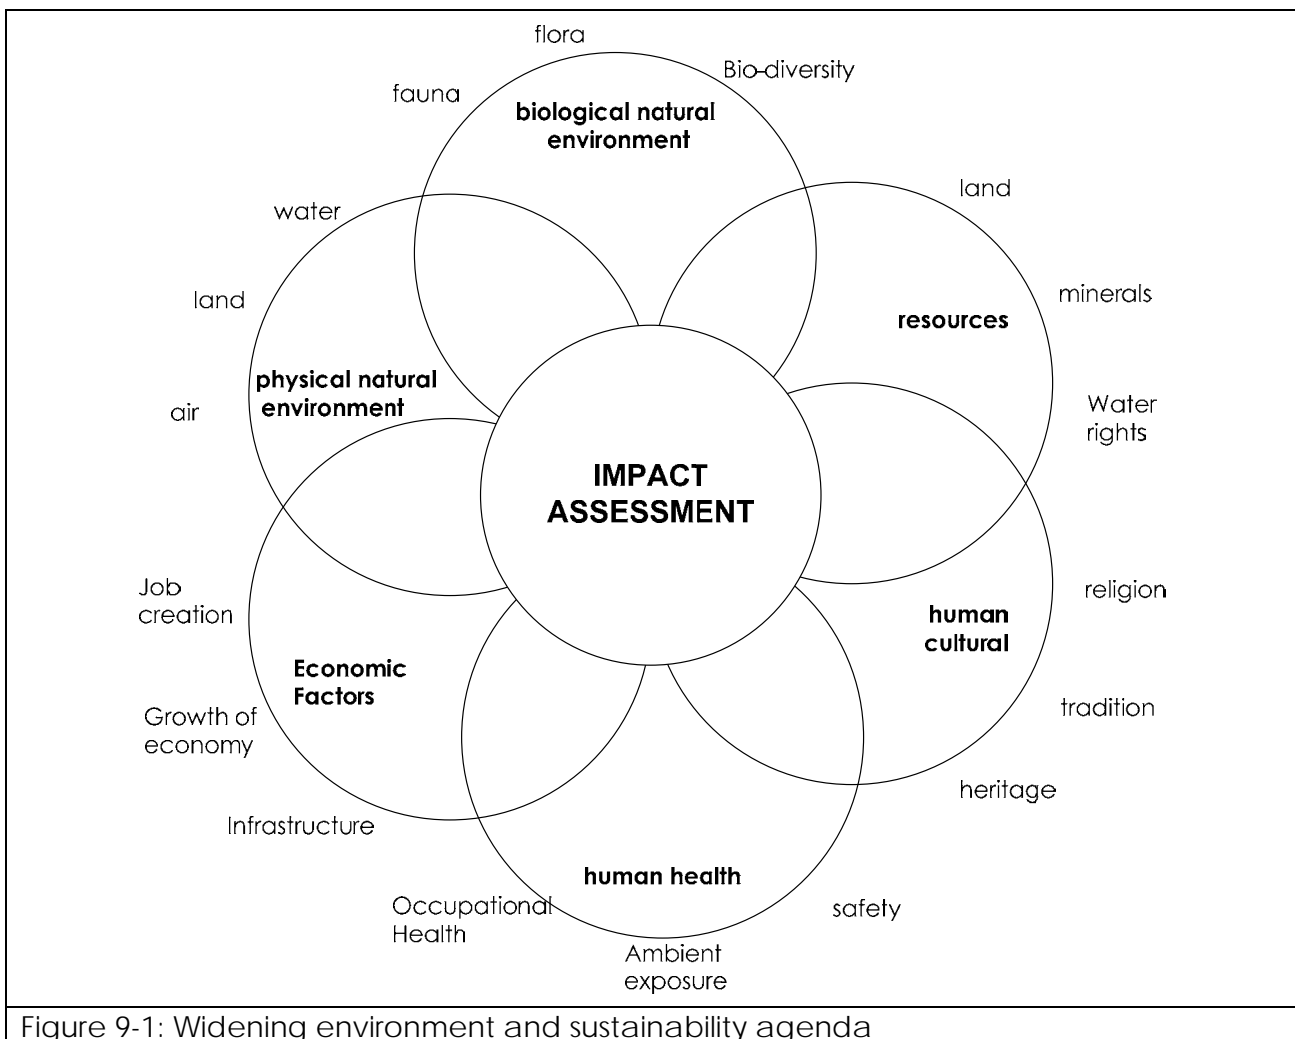 flora
Bio-diversity
fauna
biological natural
environment
land
water
minerals
land
resources
physical natural
environment
air
Water
rights
IMPACT
ASSESSMENT
Job
creation
religion
human
cultural
Economic
Factors
tradition
Growth of
economy
heritage
Infrastructure
human health
Occupational
Health
safety
Ambient
exposure
Figure 9-1: Widening environment and sustainability agenda